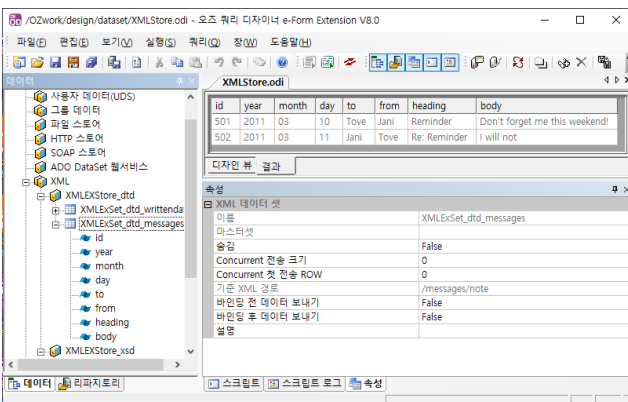 /OZwork/design/dataset/XMLStore.odi - 오즈 쿼리 디자이너 e-Form Extension V8.0
파일(F) 편집(E) 보기(V) 실행(S) 쿼리(Q) 창(W) 도움말(H)
데이터
사용자 데이터(UDS)
그룹 데이터
파일 스토어
HTTP 스토어
SOAP 스토어
ADO DataSet 웹서비스
XML
XMLEXStore_dtd
XMLExSet_dtd_writtenda
XMLExSet_dtd_messages
id
year
month
day
to
from
heading
body
XMLEXStore_xsd
데이터 리파지토리
XMLStore.odi
id year month day to from heading body
501 2011 03 10 Tove Jani Reminder Don't forget me this weekend!
502 2011 03 11 Jani Tove Re: Reminder I will not
디자인 뷰 결과
속성
XML 데이터 셋
이름 XMLExSet_dtd_messages
마스터셋
숨김 False
Concurrent 전송 크기 0
Concurrent 첫 전송 ROW 0
기준 XML 경로 /messages/note
바인딩 전 데이터 보내기 False
바인딩 후 데이터 보내기 False
설명
스크립트 스크립트 로그 속성